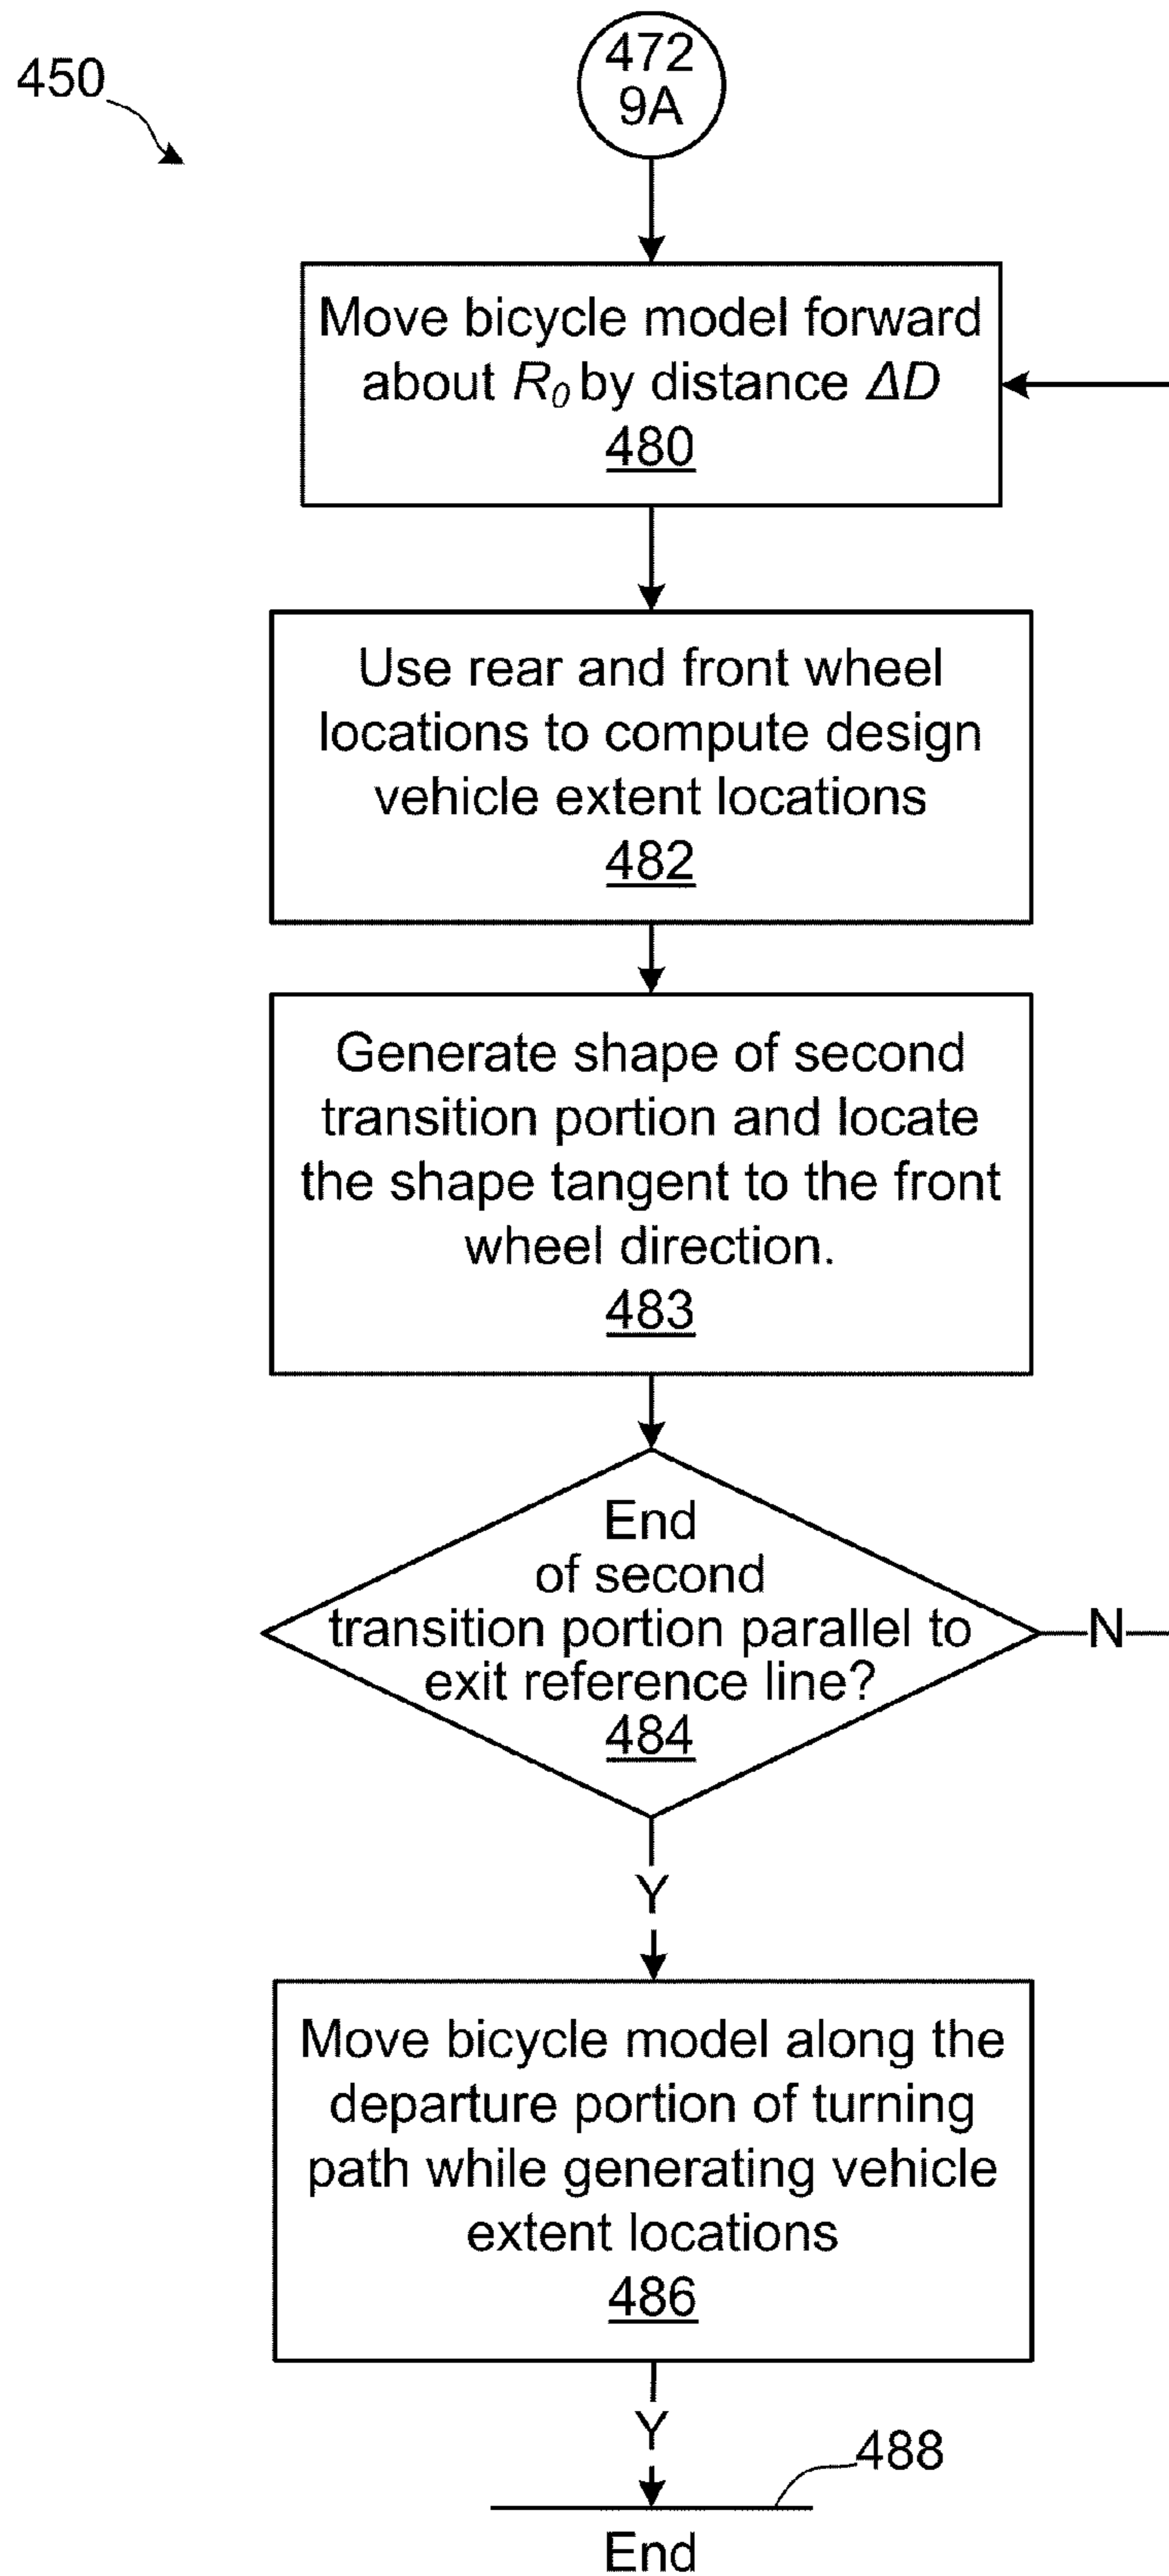 450
472
9A
Move bicycle model forward
about R₀ by distance ΔD
480
Use rear and front wheel
locations to compute design
vehicle extent locations
482
Generate shape of second
transition portion and locate
the shape tangent to the front
wheel direction.
483
End
of second
transition portion parallel to
exit reference line?
484
N
Y
Move bicycle model along the
departure portion of turning
path while generating vehicle
extent locations
486
Y
488
End